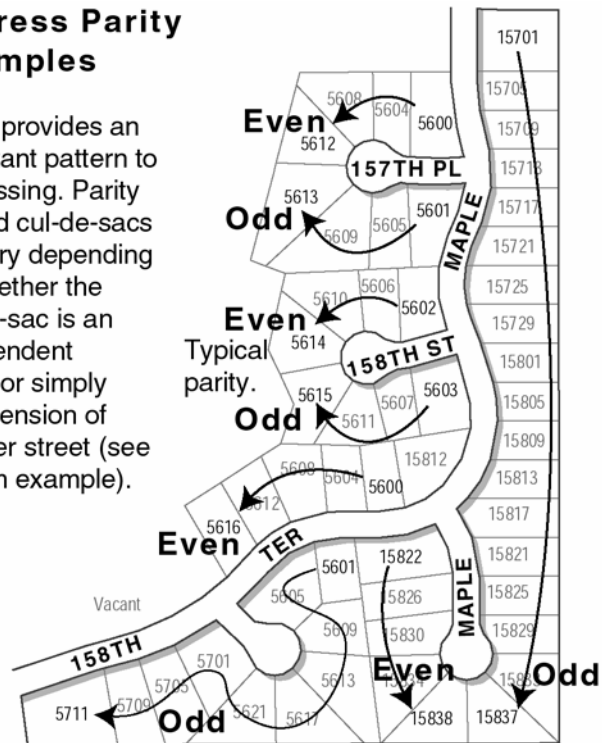 ress Parity
mples
provides an
ant pattern to
ssing. Parity
d cul-de-sacs
ry depending
ether the
-sac is an
endent
or simply
ension of
er street (see
n example).
15701
15705
15709
15713
15717
15721
15725
15729
15801
15805
15809
15813
15817
15821
15825
15829
5608
5604
5600
Even
5612
157TH PL
5613
5601
Odd
5605
5609
MAPLE
5606
5610
5602
Even
5614
158TH ST
Typical
parity.
5615
5603
5607
Odd
5611
15812
5608
5604
5600
5612
5616
Even
TER
5601
15822
5605
15826
MAPLE
Vacant
5609
15830
158TH
5701
5705
5613
Even
Odd
5709
5711
Odd
5621
5617
15838
15837